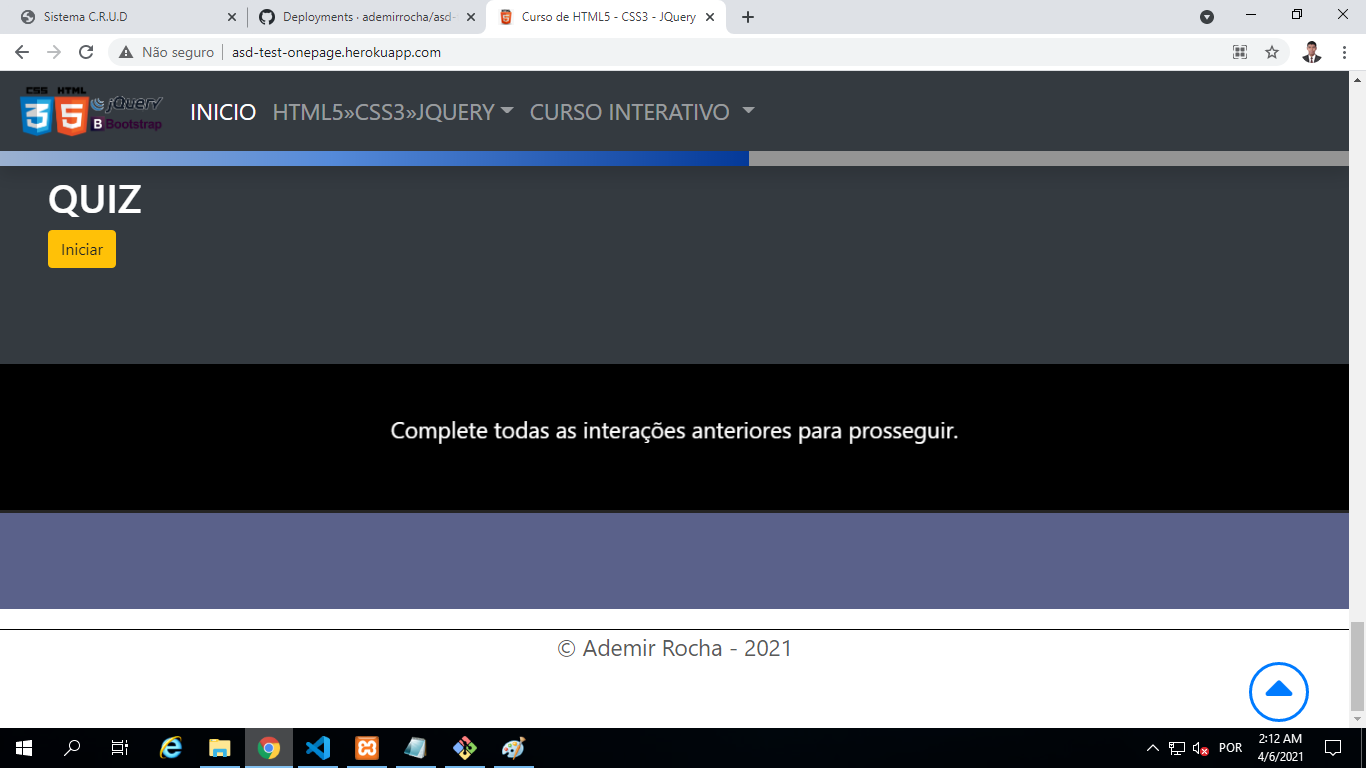 Sistema C.R.U.D
Deployments · ademirrocha/asd-
Curso de HTML5 - CSS3 - JQuery
Não seguro
asd-test-onepage.herokuapp.com
CSS HTML
3 5 jQuery
B Bootstrap
INICIO HTML5»CSS3»JQUERY CURSO INTERATIVO
QUIZ
Iniciar
Complete todas as interações anteriores para prosseguir.
© Ademir Rocha - 2021
POR
2:12 AM
4/6/2021